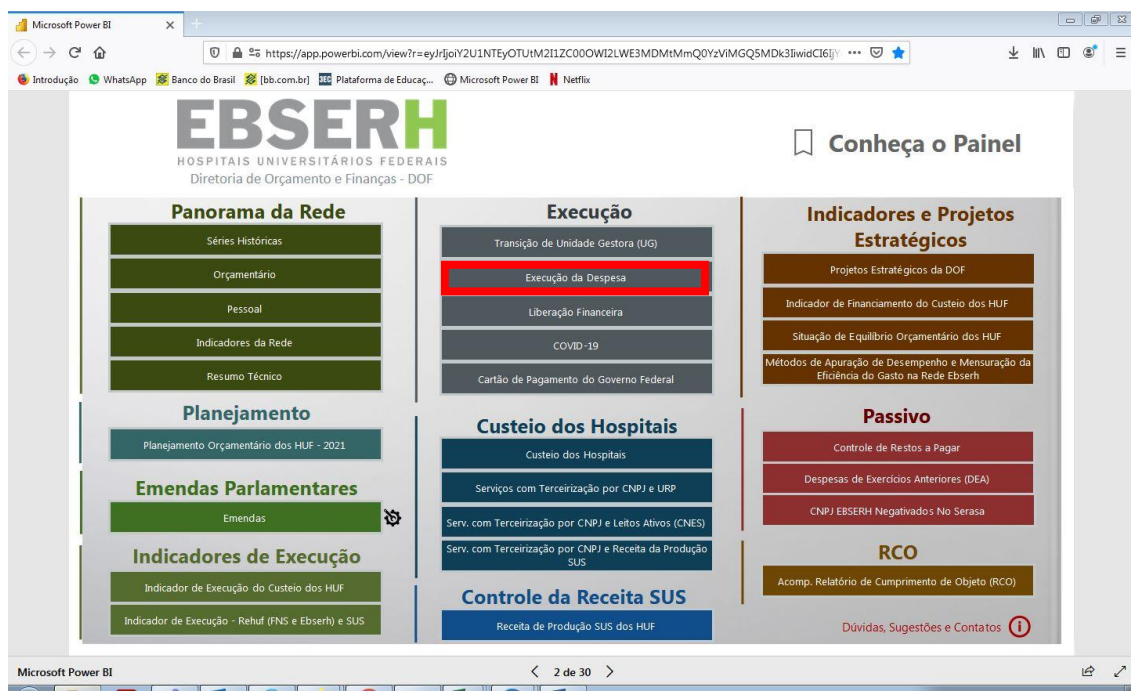 Microsoft Power BI
https://app.powerbi.com/view?r=
Introdução WhatsApp Banco do Brasil [bb.com.br] Plataforma de Educaç... Microsoft Power BI Netflix
EBSERH
HOSPITAIS UNIVERSITÁRIOS FEDERAIS
Diretoria de Orçamento e Finanças - DOF
Conheça o Painel
Panorama da Rede
Séries Históricas
Orçamentário
Pessoal
Indicadores da Rede
Resumo Técnico
Planejamento
Planejamento Orçamentário dos HUF - 2021
Emendas Parlamentares
Emendas
Indicadores de Execução
Indicador de Execução do Custeio dos HUF
Indicador de Execução - Rehuf (FNS e Ebserh) e SUS
Execução
Transição de Unidade Gestora (UG)
Execução da Despesa
Liberação Financeira
COVID-19
Cartão de Pagamento do Governo Federal
Custeio dos Hospitais
Custeio dos Hospitais
Serviços com Terceirização por CNPJ e URP
Serv. com Terceirização por CNPJ e Leitos Ativos (CNES)
Serv. com Terceirização por CNPJ e Receita da Produção
SUS
Controle da Receita SUS
Receita de Produção SUS dos HUF
Indicadores e Projetos
Estratégicos
Projetos Estratégicos da DOF
Indicador de Financiamento do Custeio dos HUF
Situação de Equilíbrio Orçamentário dos HUF
Métodos de Apuração de Desempenho e Mensuração da
Eficiência do Gasto na Rede Ebserh
Passivo
Controle de Restos a Pagar
Despesas de Exercícios Anteriores (DEA)
CNPJ EBSERH Negativados No Serasa
RCO
Acomp. Relatório de Cumprimento de Objeto (RCO)
Dúvidas, Sugestões e Contatos
Microsoft Power BI
2 de 30